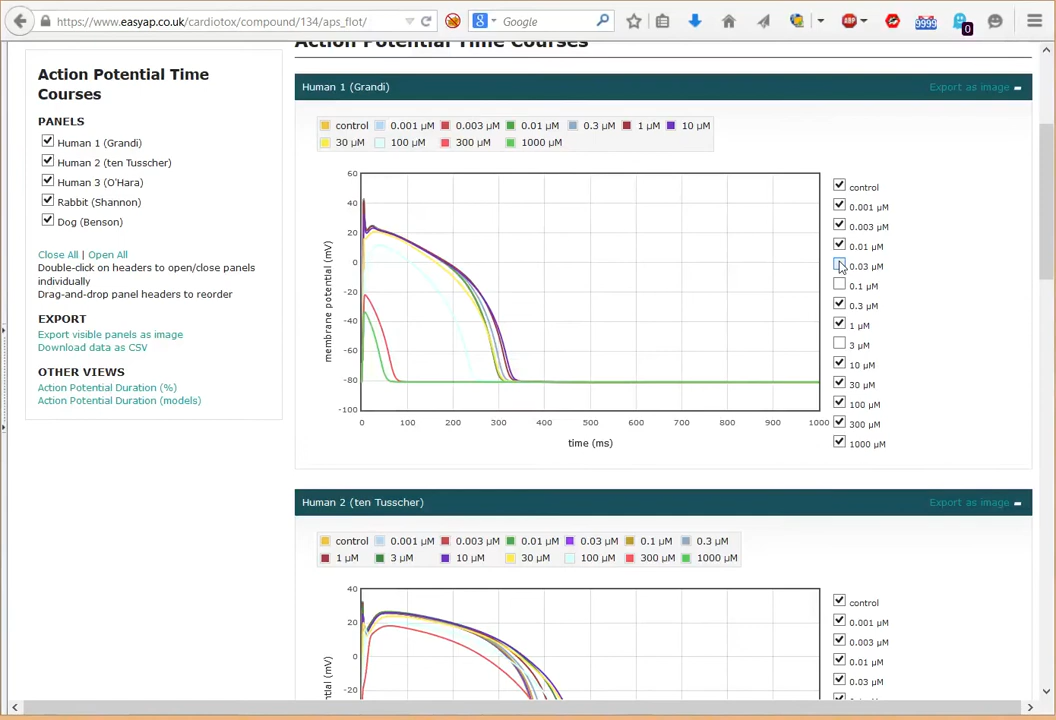 https://www.easyap.co.uk/cardiotox/compound/134/aps_flot/
Google
9999
0
Action Potential Time Courses
Action Potential Time
Courses
PANELS
Human 1 (Grandi)
Human 2 (ten Tusscher)
Human 3 (O'Hara)
Rabbit (Shannon)
Dog (Benson)
Close All | Open All
Double-click on headers to open/close panels
individually
Drag-and-drop panel headers to reorder
EXPORT
Export visible panels as image
Download data as CSV
OTHER VIEWS
Action Potential Duration (%)
Action Potential Duration (models)
Human 1 (Grandi)
Export as image
control 0.001 µM 0.003 µM 0.01 µM 0.3 µM 1 µM 10 µM
30 µM 100 µM 300 µM 1000 µM
membrane potential (mV)
60
40
20
0
-20
-40
-60
-80
-100
0 100 200 300 400 500 600 700 800 900 1000
time (ms)
control
0.001 µM
0.003 µM
0.01 µM
0.03 µM
0.1 µM
0.3 µM
1 µM
3 µM
10 µM
30 µM
100 µM
300 µM
1000 µM
Human 2 (ten Tusscher)
Export as image
control 0.001 µM 0.003 µM 0.01 µM 0.03 µM 0.1 µM 0.3 µM
1 µM 3 µM 10 µM 30 µM 100 µM 300 µM 1000 µM
40
20
0
-20
control
0.001 µM
0.003 µM
0.01 µM
0.03 µM